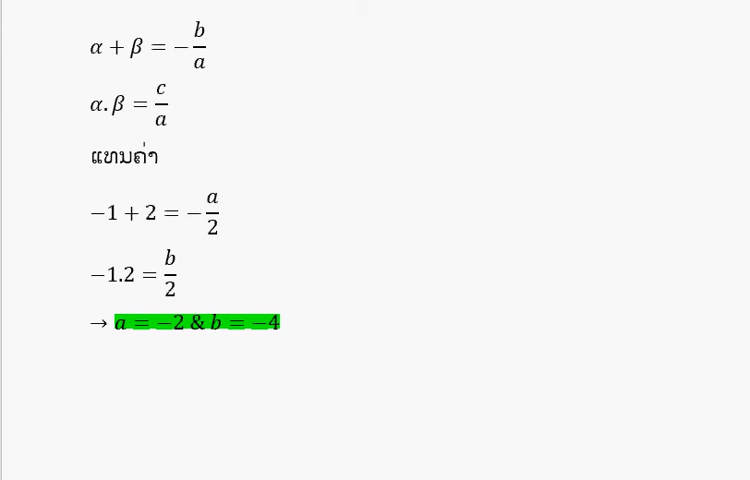 α + β = −b/a
α. β = c/a
ແທນຄ່າ
−1 + 2 = −a/2
−1.2 = b/2
→ a = −2 & b = −4